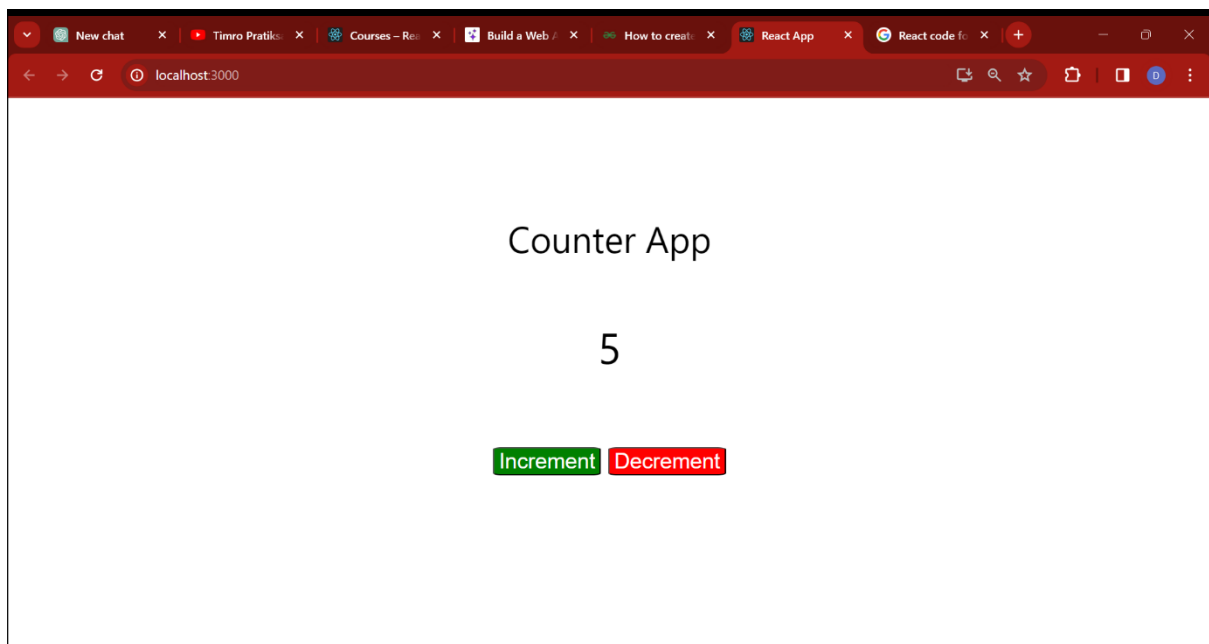 New chat
Timro Pratiks
Courses – Rea
Build a Web A
How to create
React App
React code fo
localhost:3000
D
Counter App
5
Increment Decrement